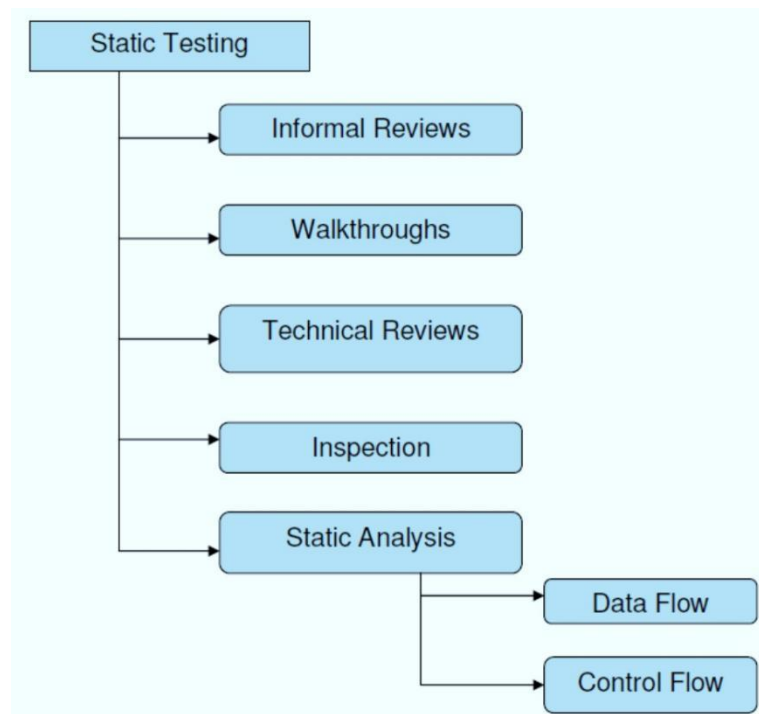 Static Testing
Informal Reviews
Walkthroughs
Technical Reviews
Inspection
Static Analysis
Data Flow
Control Flow